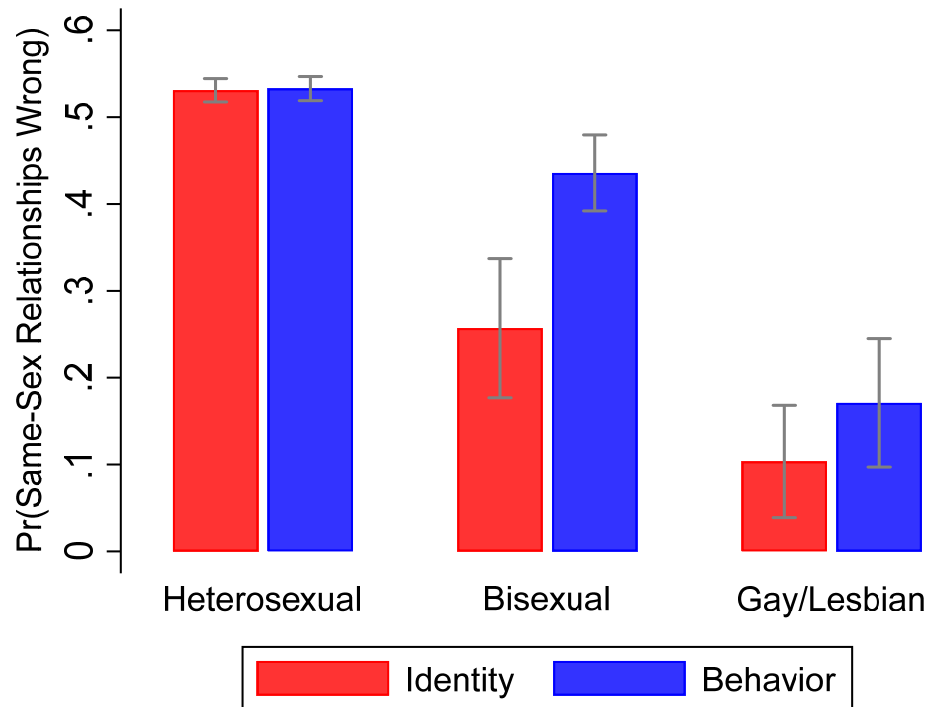 Pr(Same-Sex Relationships Wrong)
.6
.5
.4
.3
.2
.1
0
Heterosexual Bisexual Gay/Lesbian
Identity Behavior